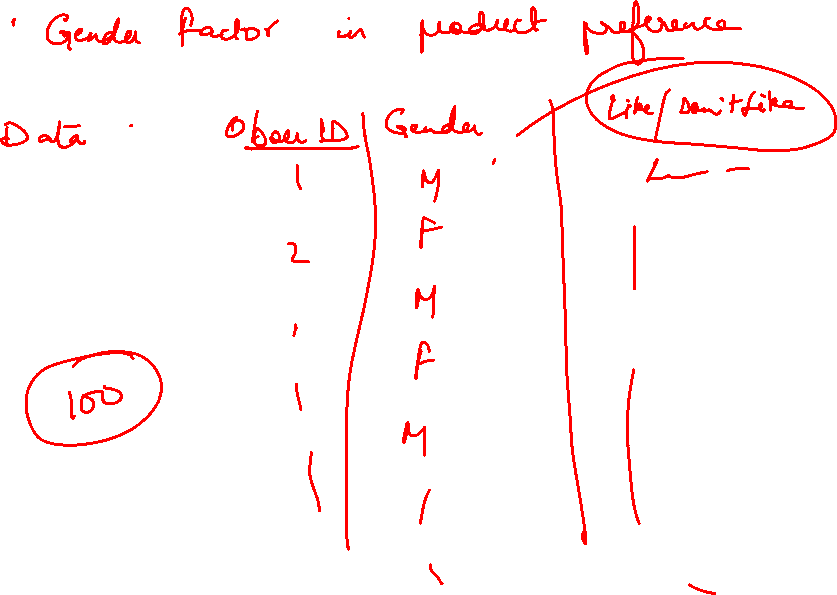 Gender factor in product preference
Like/Don't Like
Data Obser ID Gender
1 M
2 F
M
F
100
M